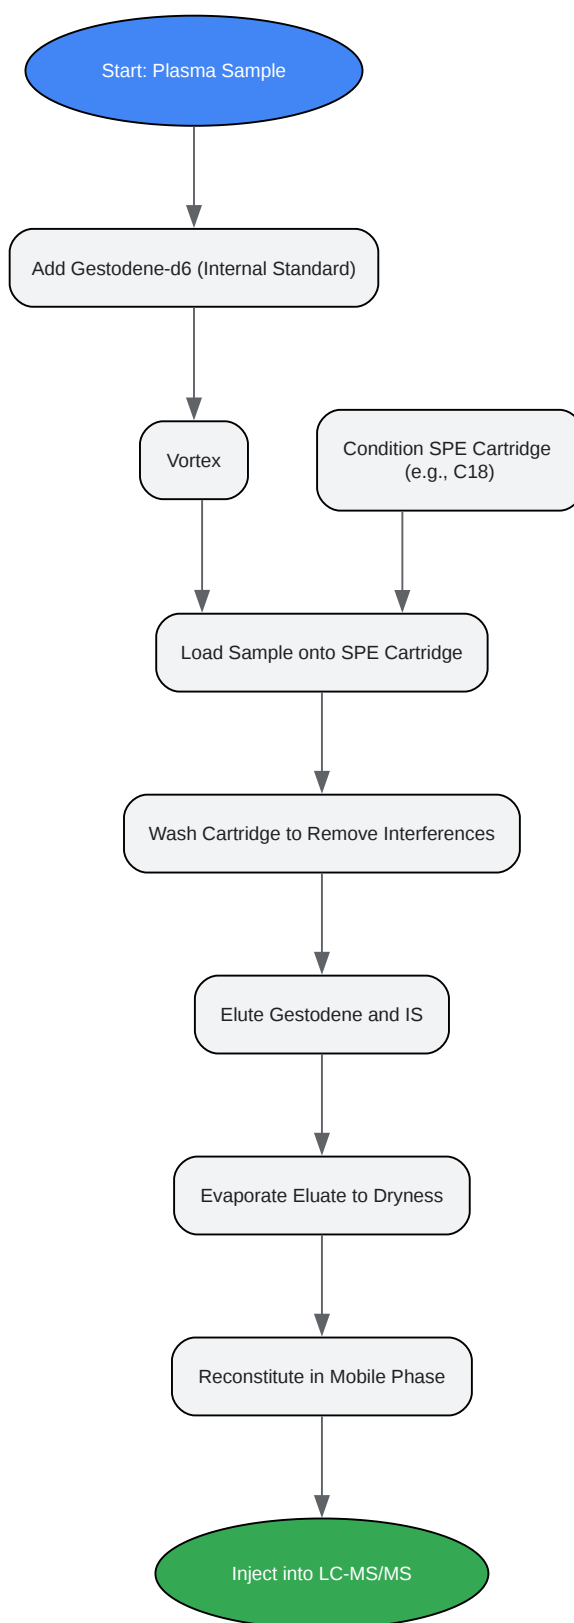 Start: Plasma Sample
Add Gestodene-d6 (Internal Standard)
Vortex
Condition SPE Cartridge
(e.g., C18)
Load Sample onto SPE Cartridge
Wash Cartridge to Remove Interferences
Elute Gestodene and IS
Evaporate Eluate to Dryness
Reconstitute in Mobile Phase
Inject into LC-MS/MS